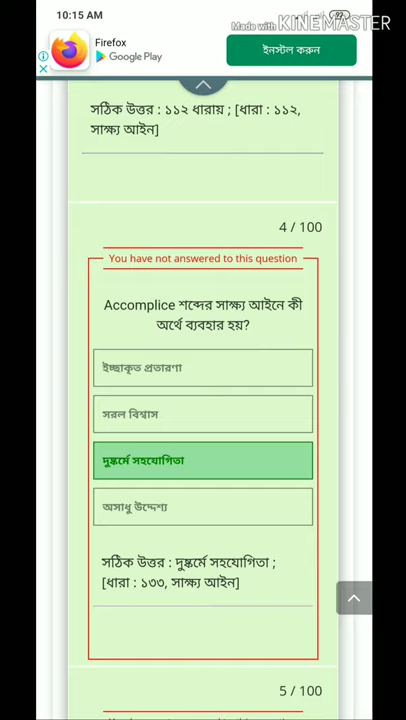 10:15 AM
92
Made with KINEMASTER
Firefox
Google Play
ইনস্টল করুন
সঠিক উত্তর : ১১২ ধারায় ; [ধারা : ১১২,
সাক্ষ্য আইন]
4 / 100
You have not answered to this question
Accomplice শব্দের সাক্ষ্য আইনে কী
অর্থে ব্যবহার হয়?
ইচ্ছাকৃত প্রতারণা
সরল বিশ্বাস
দুষ্কর্মে সহযোগিতা
অসাধু উদ্দেশ্য
সঠিক উত্তর : দুষ্কর্মে সহযোগিতা ;
[ধারা : ১৩৩, সাক্ষ্য আইন]
5 / 100